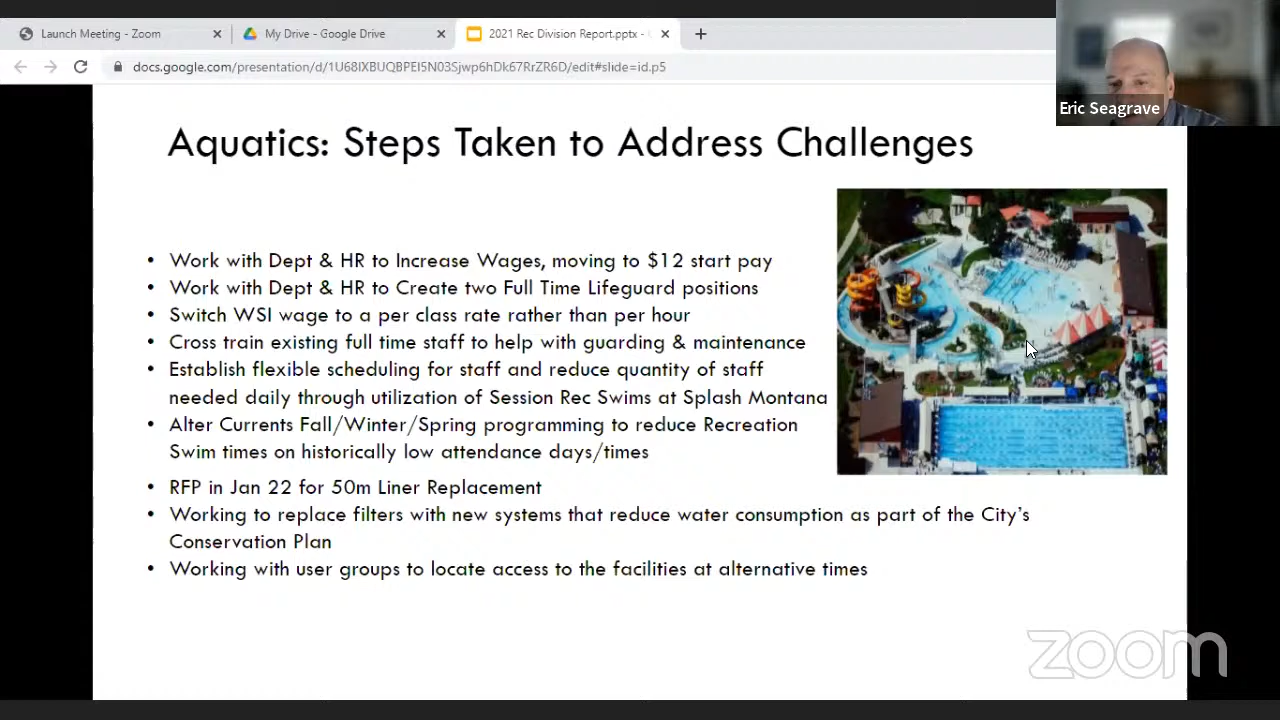 Launch Meeting - Zoom
My Drive - Google Drive
2021 Rec Division Report.pptx -
docs.google.com/presentation/d/1U68IXBUQBPEI5N03Sjwp6hDk67RrZR6D/edit#slide=id.p5
Eric Seagrave
Aquatics: Steps Taken to Address Challenges
• Work with Dept & HR to Increase Wages, moving to $12 start pay
• Work with Dept & HR to Create two Full Time Lifeguard positions
• Switch WSI wage to a per class rate rather than per hour
• Cross train existing full time staff to help with guarding & maintenance
• Establish flexible scheduling for staff and reduce quantity of staff
needed daily through utilization of Session Rec Swims at Splash Montana
• Alter Currents Fall/Winter/Spring programming to reduce Recreation
Swim times on historically low attendance days/times
• RFP in Jan 22 for 50m Liner Replacement
• Working to replace filters with new systems that reduce water consumption as part of the City's
Conservation Plan
• Working with user groups to locate access to the facilities at alternative times
zoom